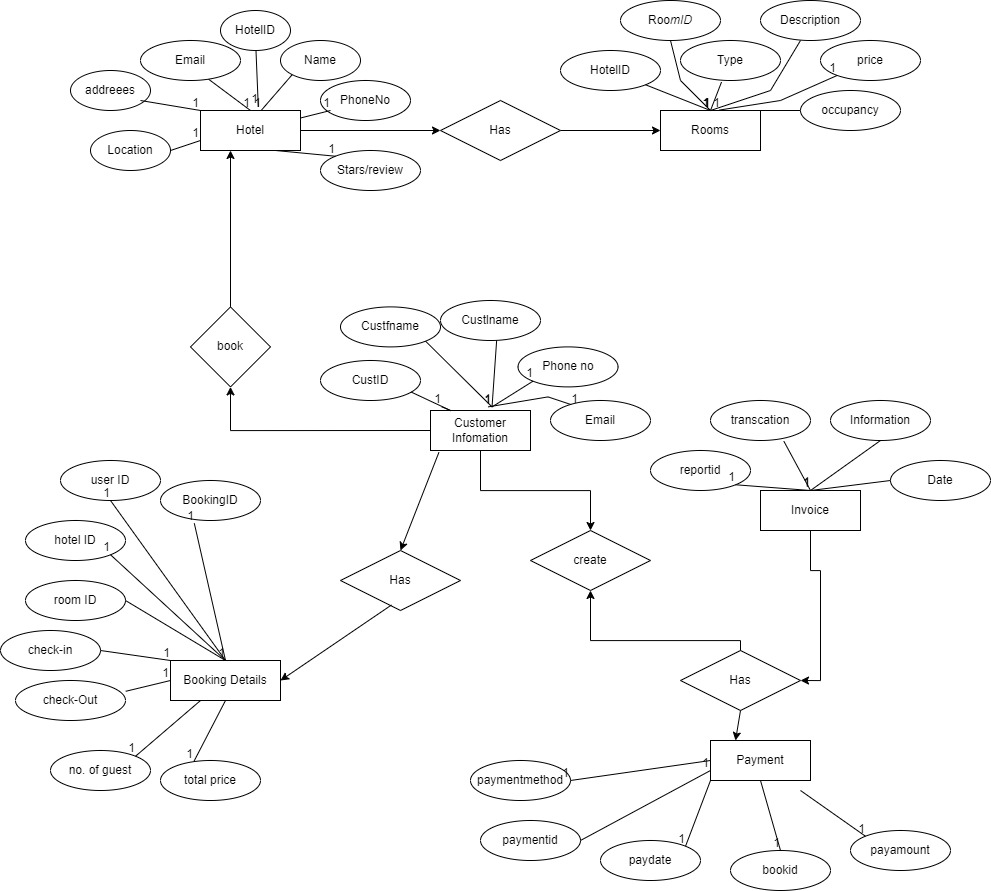 RoomID
Description
HotelID
Email
Name
Type
price
1
HotelID
addreees
PhoneNo
occupancy
1
1
1
1
1
1
1
Hotel
Has
Rooms
1
Location
1
Stars/review
Custfname
Custlname
book
Phone no
1
CustID
1
1
1
Email
Customer
Infomation
transcation
Information
reportid
1
Date
1
Invoice
user ID
1
BookingID
1
hotel ID
1
create
Has
room ID
check-in
1
1
check-Out
1
Booking Details
Has
no. of guest
1
total price
1
Payment
1
paymentmethod
1
paymentid
paydate
1
bookid
1
payamount
1